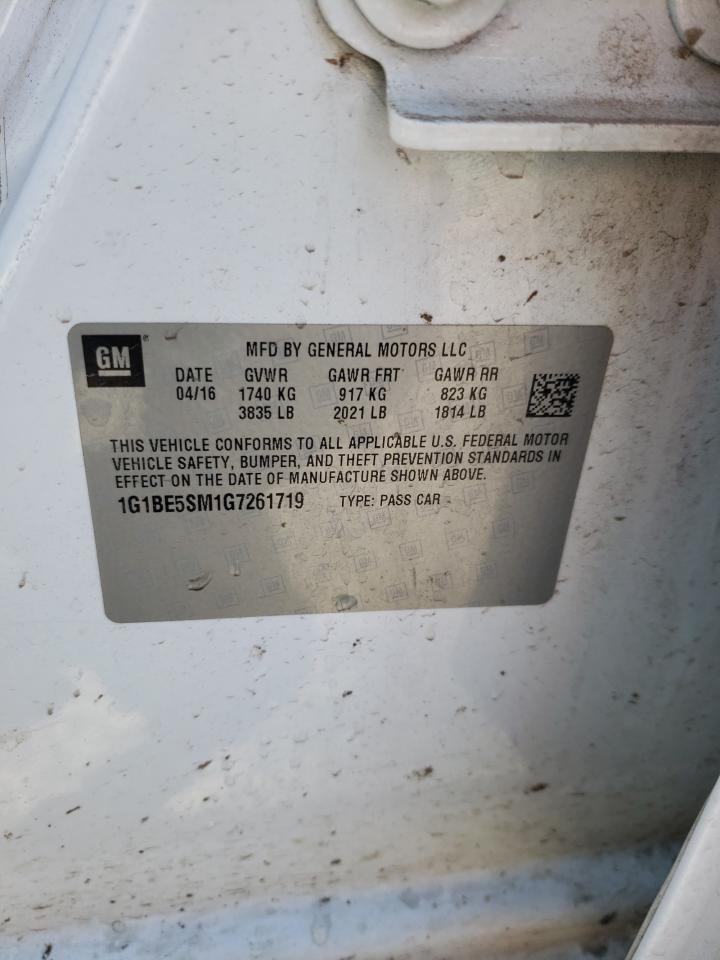 GM
MFD BY GENERAL MOTORS LLC
DATE GVWR GAWR FRT GAWR RR
04/16 1740 KG 917 KG 823 KG
3835 LB 2021 LB 1814 LB
THIS VEHICLE CONFORMS TO ALL APPLICABLE U.S. FEDERAL MOTOR
VEHICLE SAFETY, BUMPER, AND THEFT PREVENTION STANDARDS IN
EFFECT ON THE DATE OF MANUFACTURE SHOWN ABOVE.
1G1BE5SM1G7261719 TYPE: PASS CAR